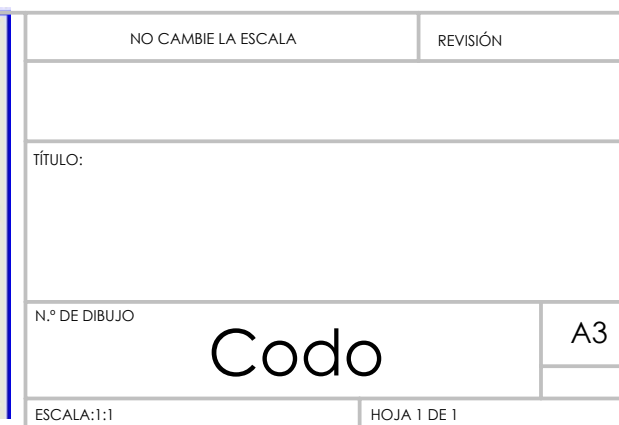 NO CAMBIE LA ESCALA REVISIÓN
TÍTULO:
N.º DE DIBUJO
Codo A3
ESCALA:1:1 HOJA 1 DE 1